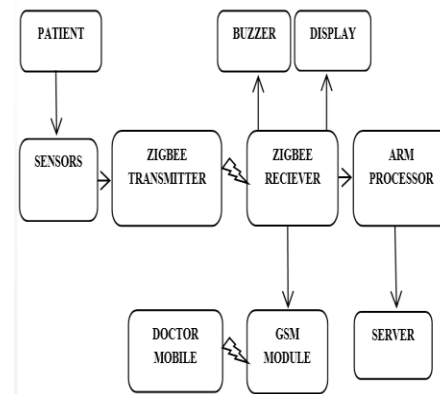 PATIENT
BUZZER
DISPLAY
SENSORS
ZIGBEE
TRANSMITTER
ZIGBEE
RECIEVER
ARM
PROCESSOR
DOCTOR
MOBILE
GSM
MODULE
SERVER